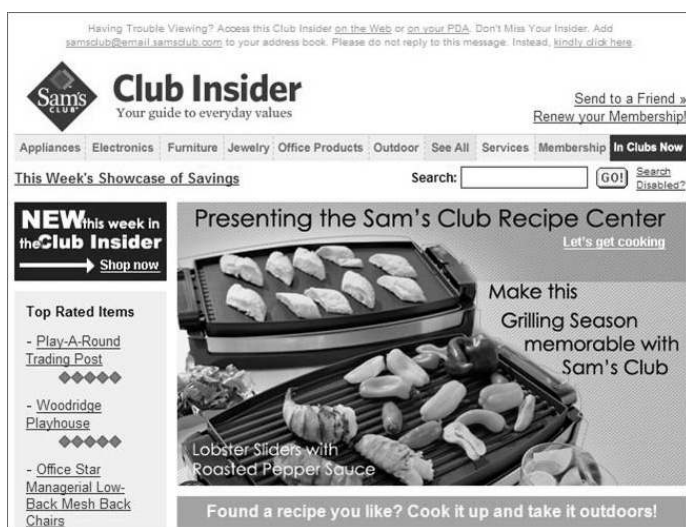 Having Trouble Viewing? Access this Club Insider on the Web or on your PDA. Don't Miss Your Insider. Add
samsclub@email.samsclub.com to your address book. Please do not reply to this message. Instead, kindly click here.
Sam's
CLUB
Club Insider
Your guide to everyday values
Send to a Friend »
Renew your Membership!
Appliances Electronics Furniture Jewelry Office Products Outdoor See All Services Membership In Clubs Now
This Week's Showcase of Savings
Search:
GO!
Search
Disabled?
NEW this week in
the Club Insider
Shop now
Presenting the Sam's Club Recipe Center
Let's get cooking
Make this
Grilling Season
memorable with
Sam's Club
Lobster Sliders with
Roasted Pepper Sauce
Top Rated Items
- Play-A-Round
Trading Post
- Woodridge
Playhouse
- Office Star
Managerial Low-
Back Mesh Back
Chairs
Found a recipe you like? Cook it up and take it outdoors!